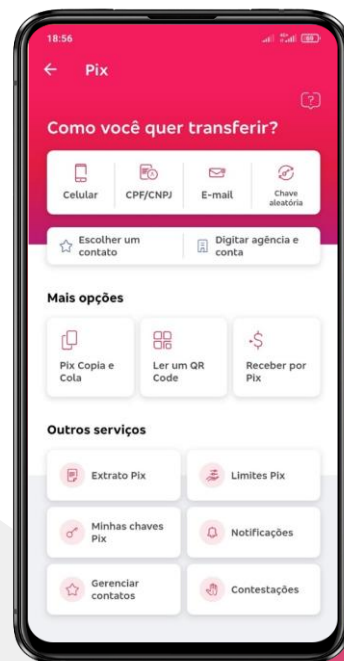 18:56
Pix
Como você quer transferir?
Celular
CPF/CNPJ
E-mail
Chave
aleatória
Escolher um
contato
Digitar agência e
conta
Mais opções
Pix Copia e
Cola
Ler um QR
Code
Receber por
Pix
Outros serviços
Extrato Pix
Limites Pix
Minhas chaves
Pix
Notificações
Gerenciar
contatos
Contestações